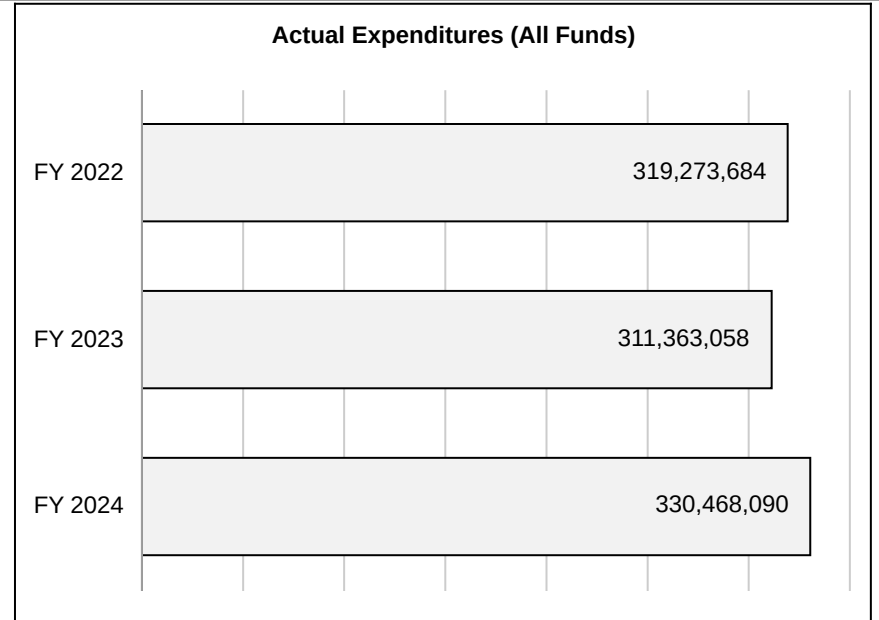 Actual Expenditures (All Funds)
FY 2022 319,273,684
FY 2023 311,363,058
FY 2024 330,468,090